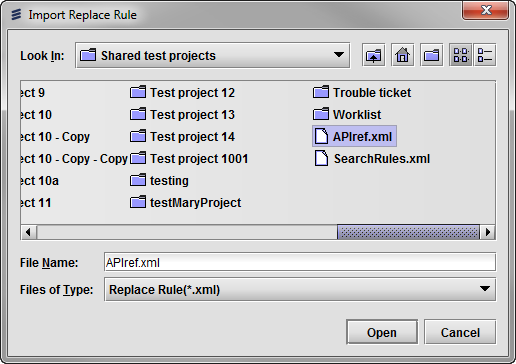 Import Replace Rule
Look In: Shared test projects
ect 9
ect 10
ect 10 - Copy
ect 10 - Copy - Copy
ect 10a
ect 11
Test project 12
Test project 13
Test project 14
Test project 1001
testing
testMaryProject
Trouble ticket
Worklist
APIref.xml
SearchRules.xml
File Name: APIref.xml
Files of Type: Replace Rule(*.xml)
Open Cancel